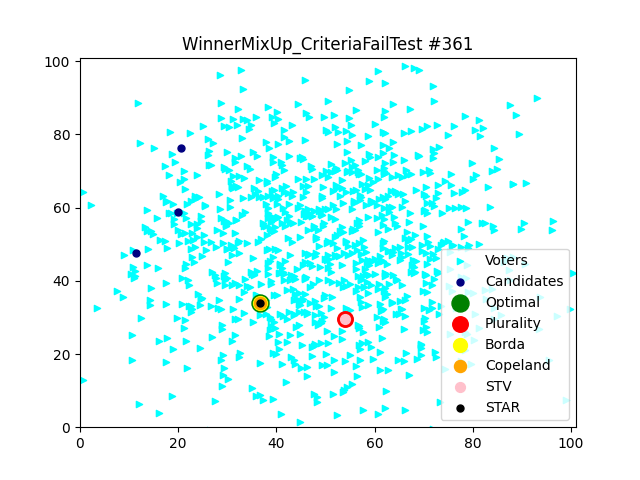 WinnerMixUp_CriteriaFailTest #361
100
80
60
40
20
0
0
20
40
60
80
100
Voters
Candidates
Optimal
Plurality
Borda
Copeland
STV
STAR